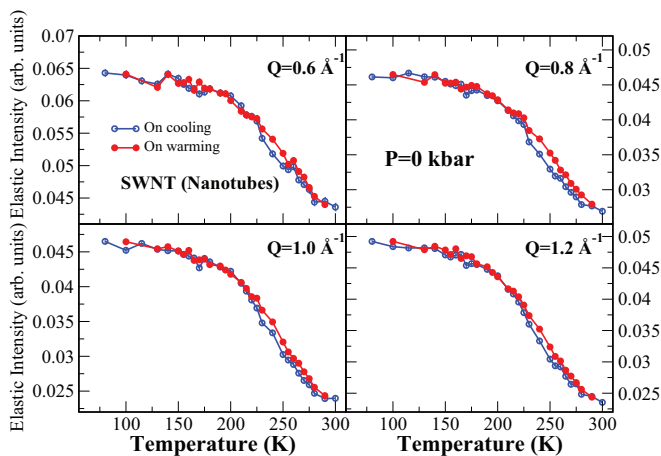 0.07
0.065
0.06
0.055
0.05
0.045
Elastic Intensity (arb. units)
Q=0.6 Å⁻¹
On cooling
On warming
SWNT (Nanotubes)
Q=0.8 Å⁻¹
P=0 kbar
0.05
0.045
0.04
0.035
0.03
0.045
0.04
0.035
0.03
0.025
Elastic Intensity (arb. units)
Q=1.0 Å⁻¹
Q=1.2 Å⁻¹
0.05
0.045
0.04
0.035
0.03
0.025
100 150 200 250 300
Temperature (K)
100 150 200 250 300
Temperature (K)